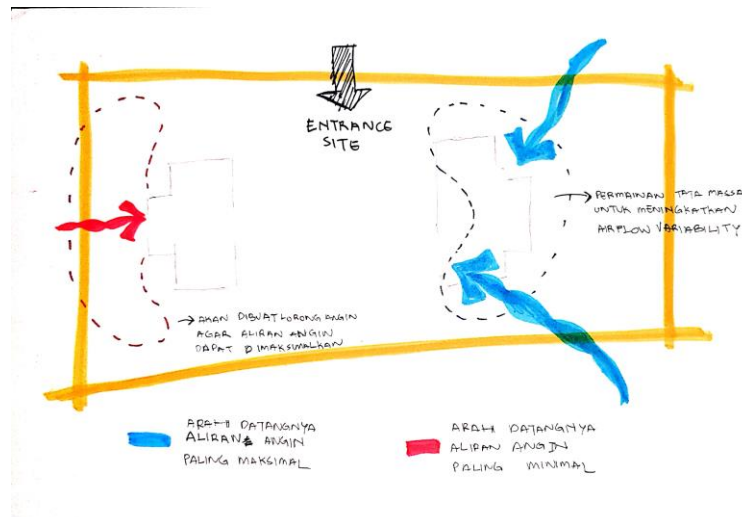 ENTRANCE
SITE
PERMAINAN TATA MASSA
UNTUK MENINGKATKAN
AIRFLOW VARIABILITY
AKAN DIBUAT LORONG ANGIN
AGAR ALIRAN ANGIN
DAPAT DIMAKSIMALKAN
ARAH DATANGNYA
ALIRAN ANGIN
PALING MAKSIMAL
ARAH DATANGNYA
ALIRAN ANGIN
PALING MINIMAL